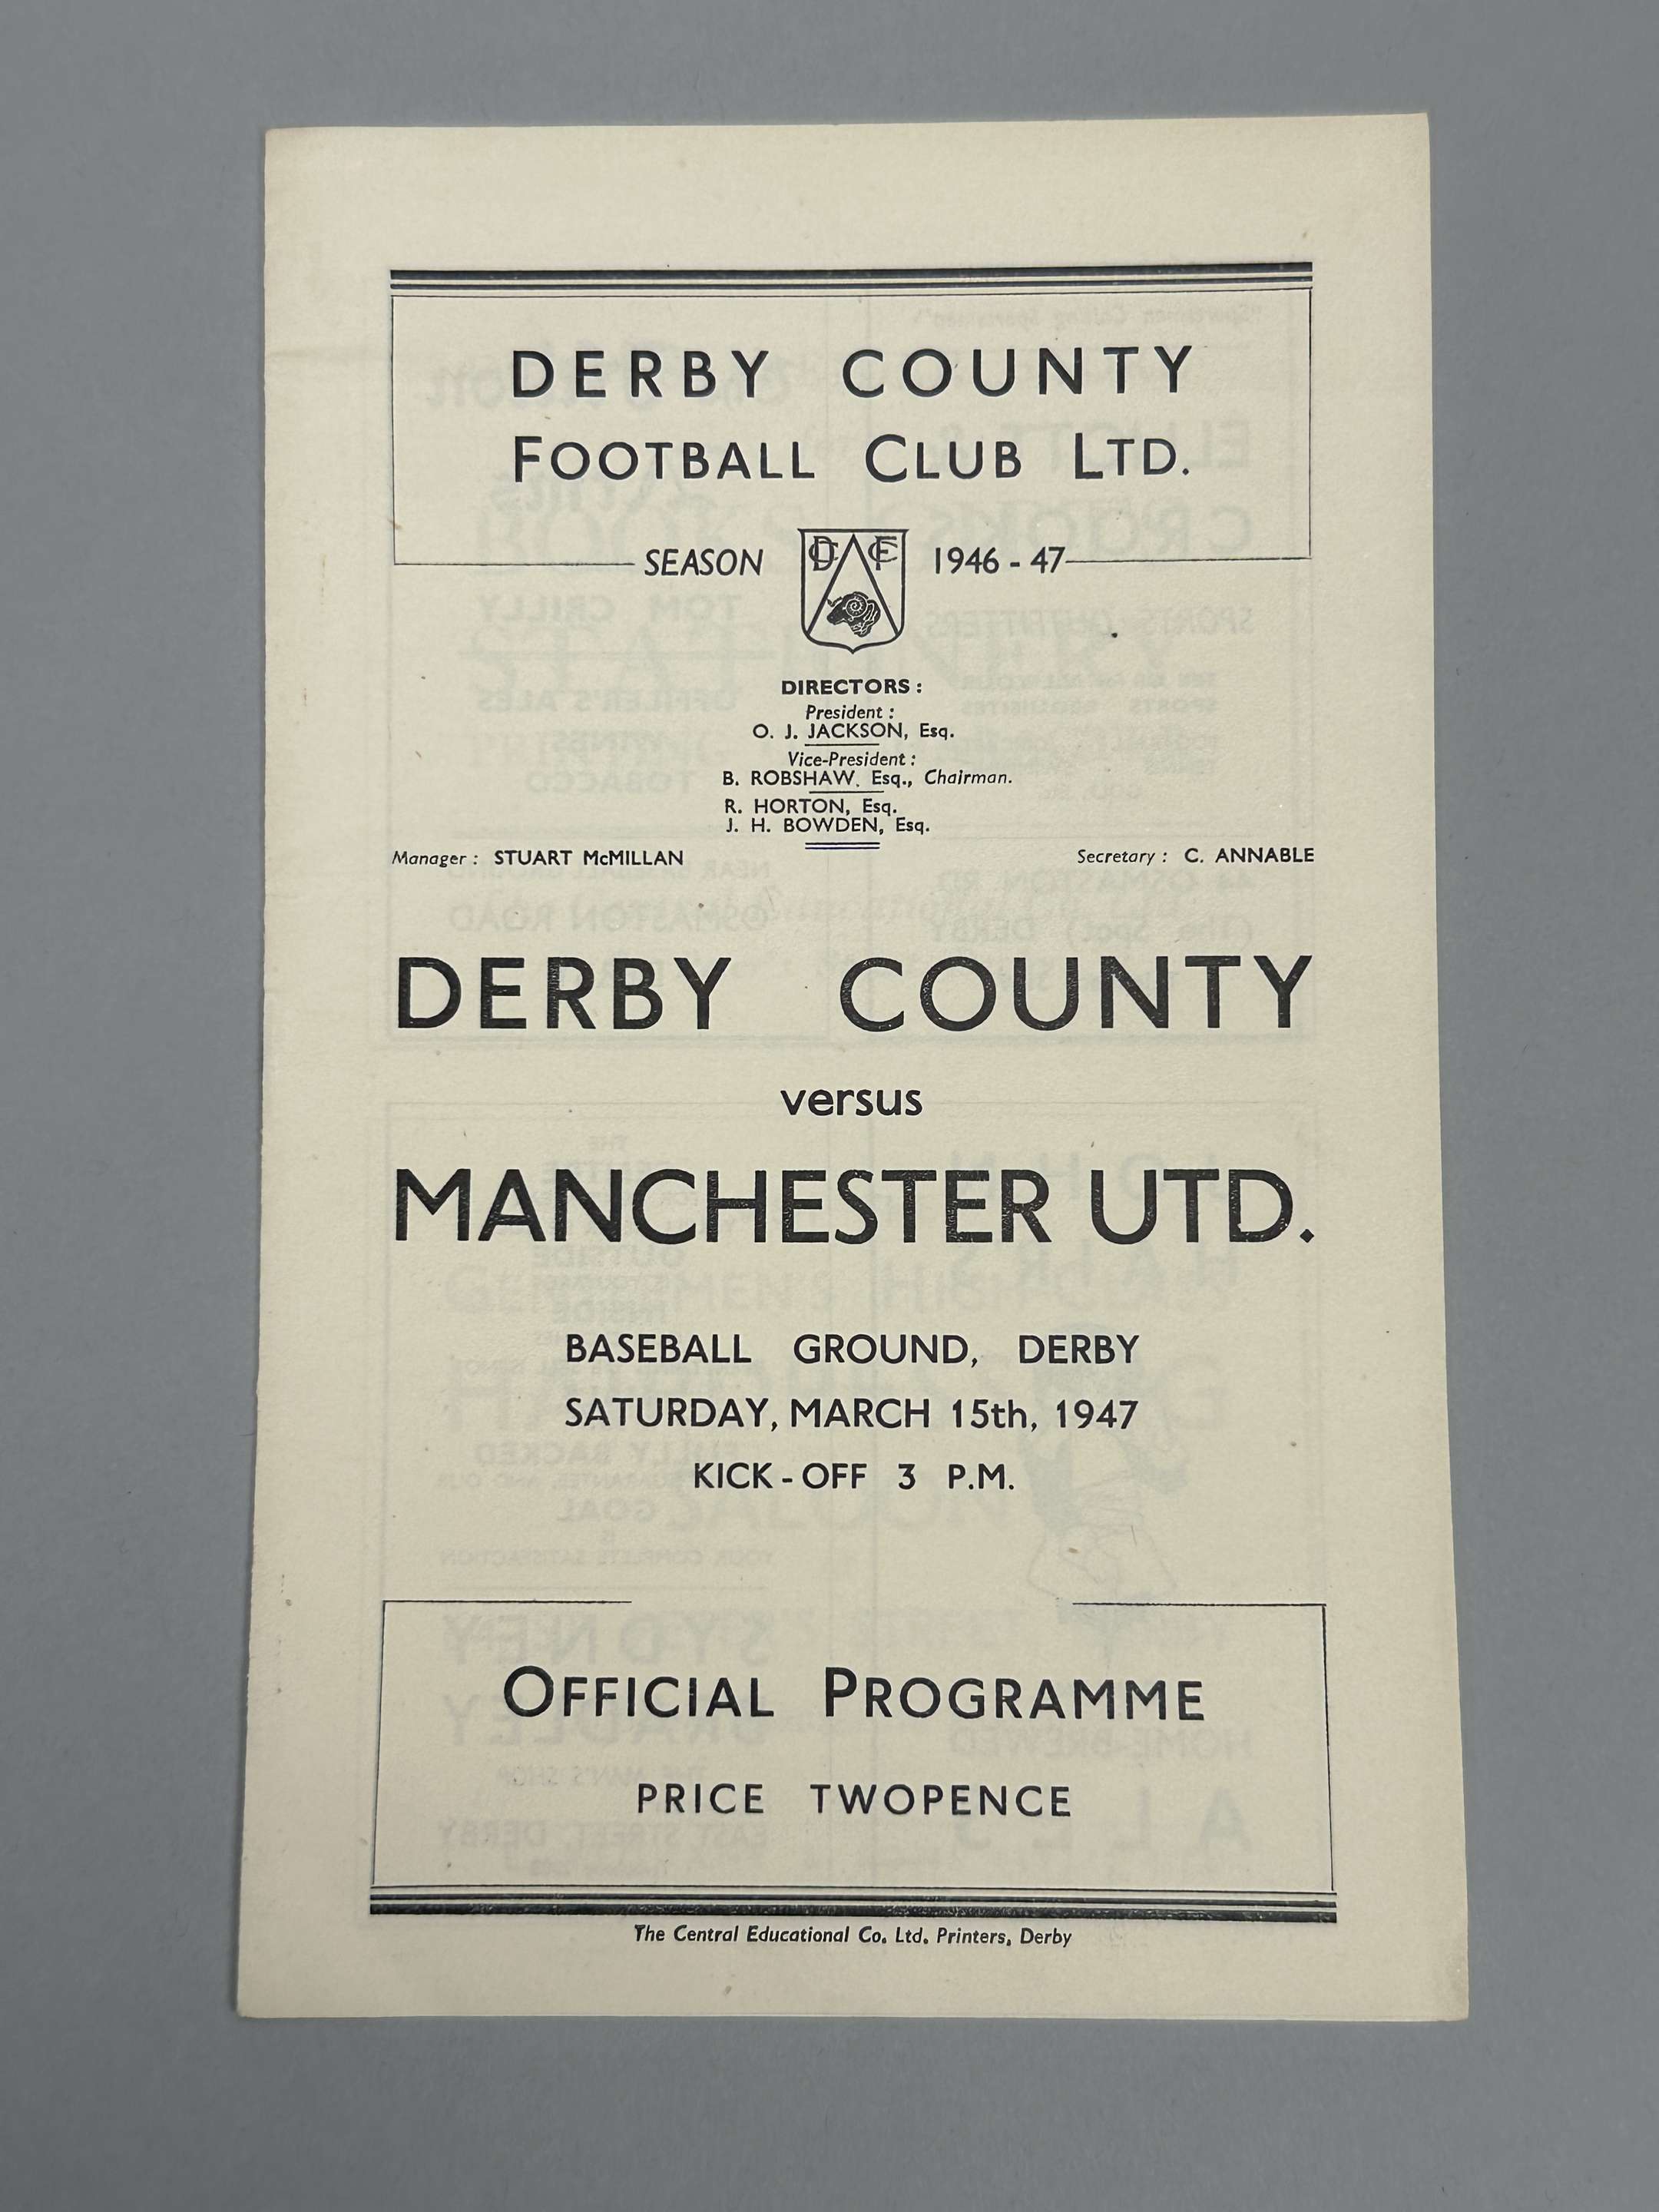 DERBY COUNTY
FOOTBALL CLUB LTD.
SEASON DCFC 1946 - 47
DIRECTORS :
President :
O. J. JACKSON, Esq.
Vice-President :
B. ROBSHAW, Esq., Chairman.
R. HORTON, Esq.
J. H. BOWDEN, Esq.
Manager : STUART McMILLAN Secretary : C. ANNABLE
DERBY COUNTY
versus
MANCHESTER UTD.
BASEBALL GROUND, DERBY
SATURDAY, MARCH 15th, 1947
KICK - OFF 3 P.M.
OFFICIAL PROGRAMME
PRICE TWOPENCE
The Central Educational Co. Ltd. Printers, Derby